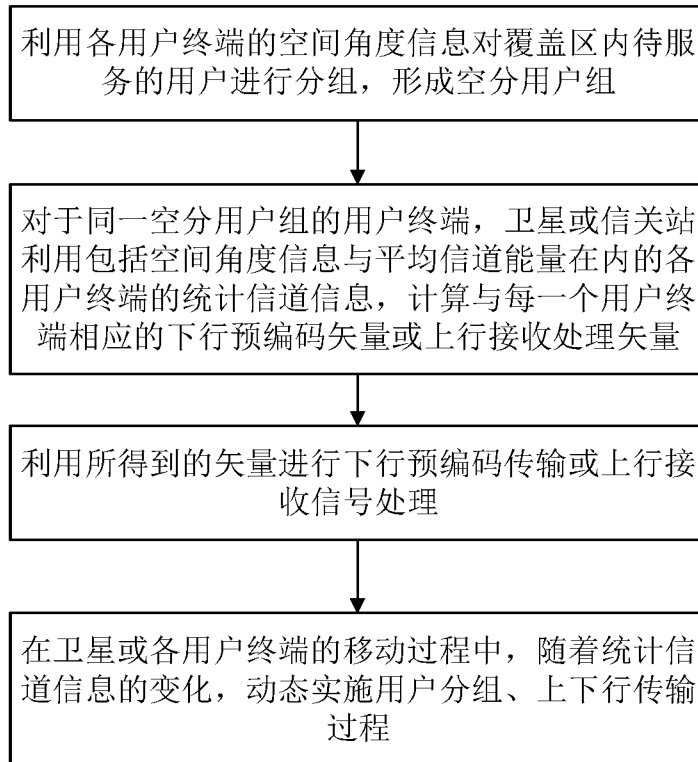 利用各用户终端的空间角度信息对覆盖区内待服
务的用户进行分组，形成空分用户组
对于同一空分用户组的用户终端，卫星或信关站
利用包括空间角度信息与平均信道能量在内的各
用户终端的统计信道信息，计算与每一个用户终
端相应的下行预编码矢量或上行接收处理矢量
利用所得到的矢量进行下行预编码传输或上行接
收信号处理
在卫星或各用户终端的移动过程中，随着统计信
道信息的变化，动态实施用户分组、上下行传输
过程